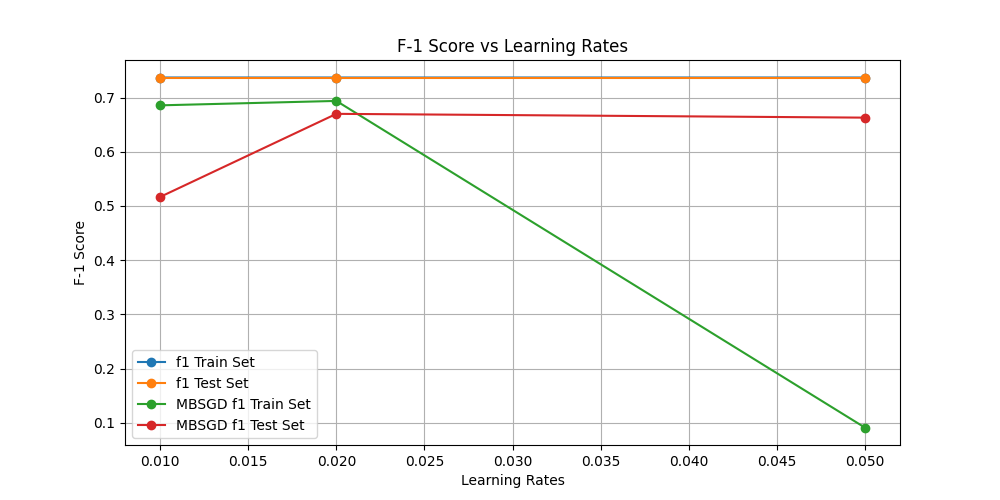 F-1 Score vs Learning Rates
F-1 Score
0.7
0.6
0.5
0.4
0.3
0.2
0.1
f1 Train Set
f1 Test Set
MBSGD f1 Train Set
MBSGD f1 Test Set
0.010 0.015 0.020 0.025 0.030 0.035 0.040 0.045 0.050
Learning Rates